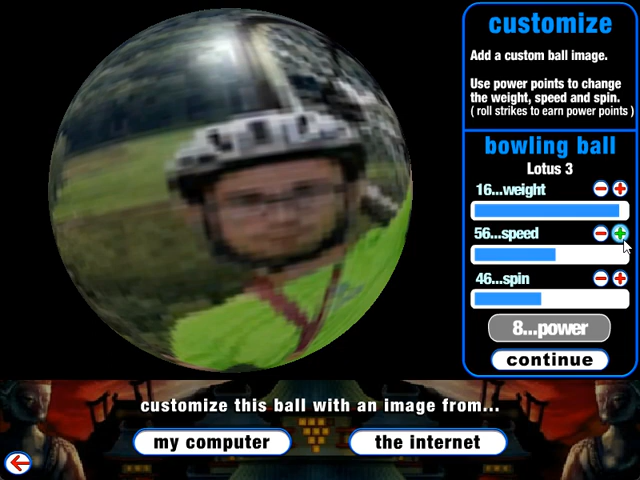 customize
Add a custom ball image.
Use power points to change
the weight, speed and spin.
( roll strikes to earn power points )
bowling ball
Lotus 3
16...weight
56...speed
46...spin
8...power
continue
customize this ball with an image from...
my computer
the internet